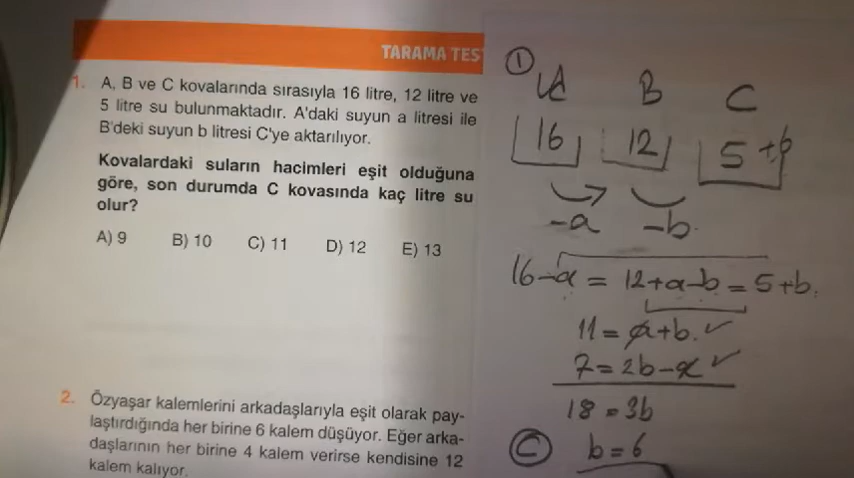 TARAMA TES
1. A, B ve C kovalarında sırasıyla 16 litre, 12 litre ve
5 litre su bulunmaktadır. A'daki suyun a litresi ile
B'deki suyun b litresi C'ye aktarılıyor.
Kovalardaki suların hacimleri eşit olduğuna
göre, son durumda C kovasında kaç litre su
olur?
A) 9 B) 10 C) 11 D) 12 E) 13
2. Özyaşar kalemlerini arkadaşlarıyla eşit olarak pay-
laştırdığında her birine 6 kalem düşüyor. Eğer arka-
daşlarının her birine 4 kalem verirse kendisine 12
kalem kalıyor.
1
A B C
16 12 5+b
-a -b
16-a = 12+a-b = 5+b.
11 = a+b. ✓
7 = 2b-a ✓
18 = 3b
C b = 6